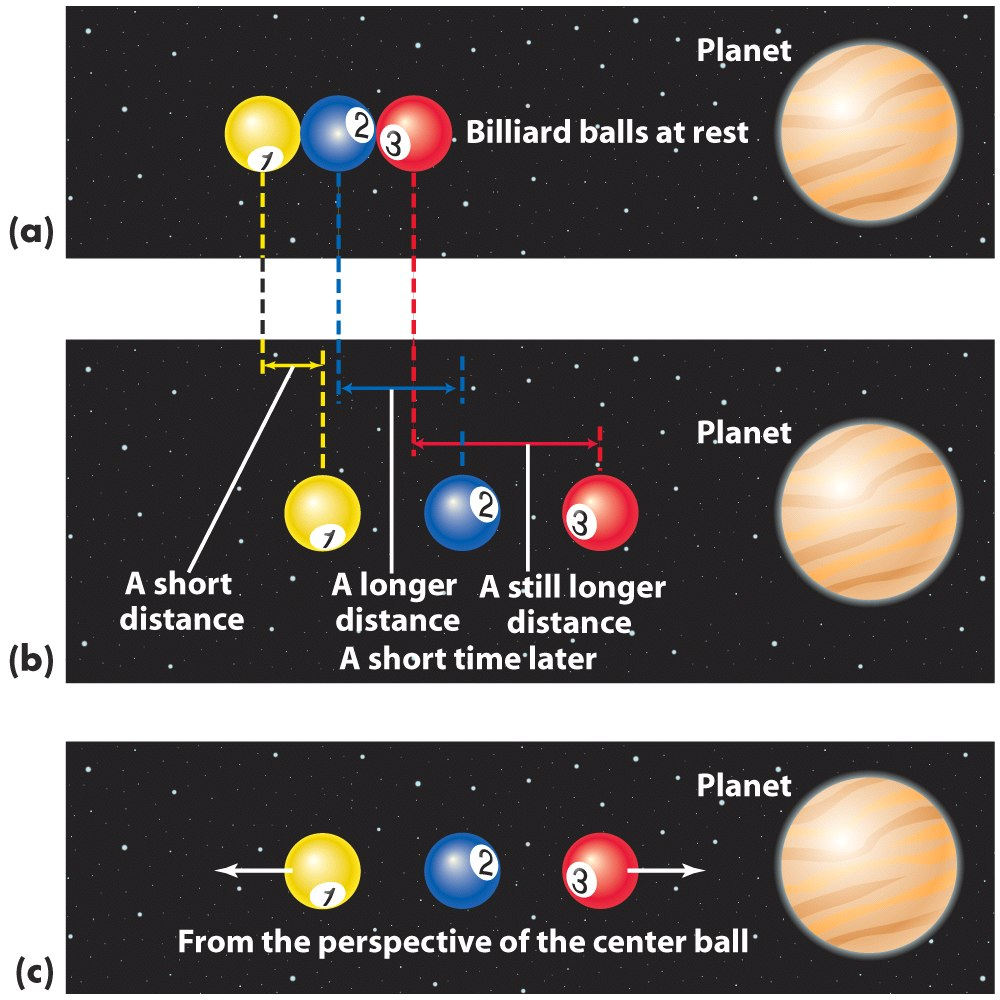 Planet
1
2
3
Billiard balls at rest
(a)
Planet
1
2
3
A short
distance
A longer
distance
A still longer
distance
A short time later
(b)
Planet
1
2
3
From the perspective of the center ball
(c)